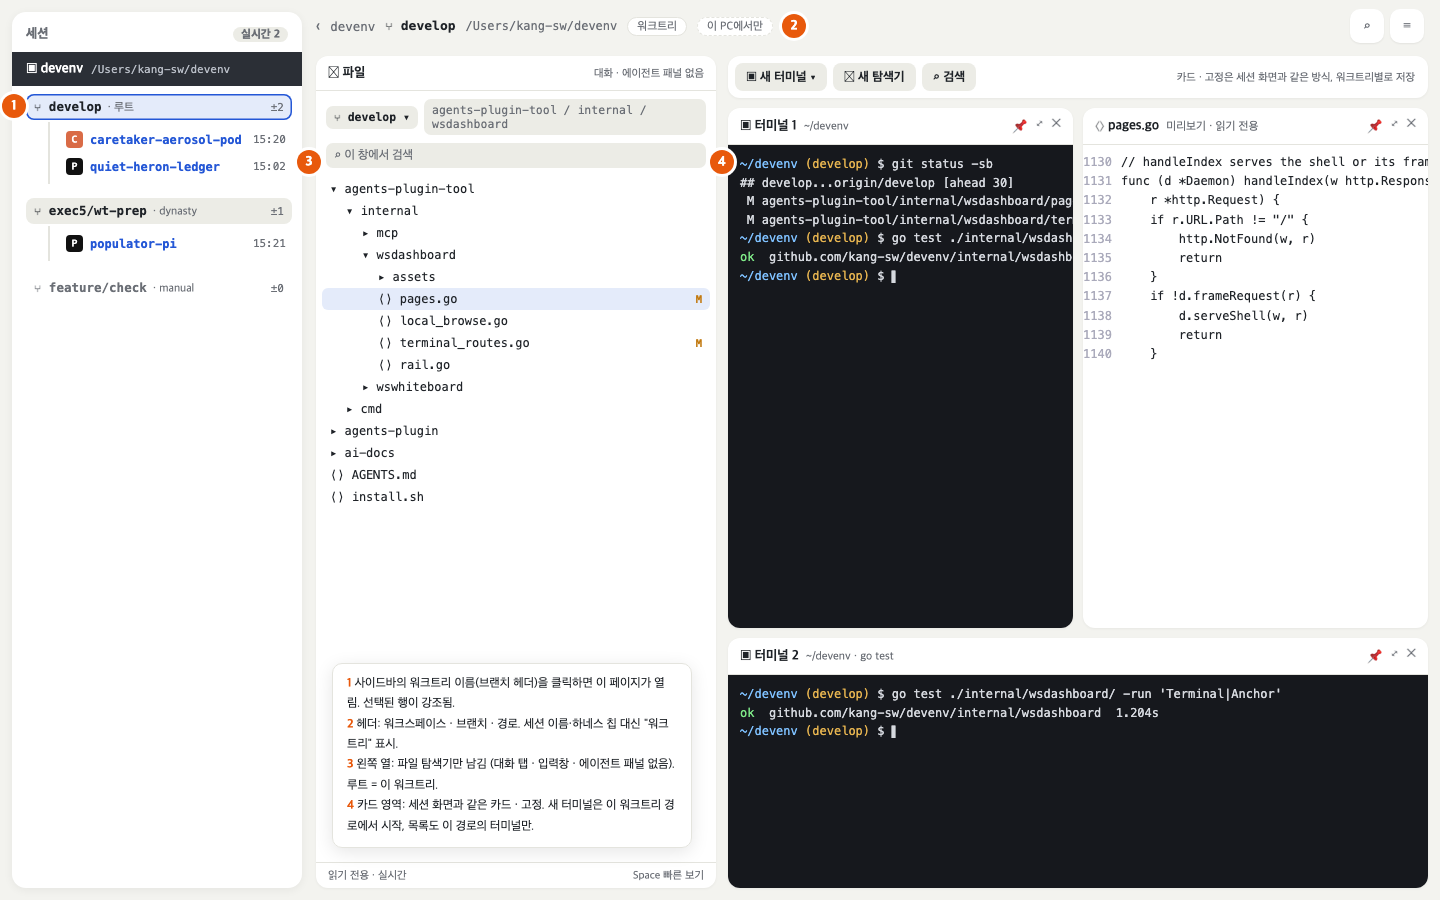 세션
실시간 2
devenv /Users/kang-sw/devenv
1
develop · 루트 ±2
C caretaker-aerosol-pod 15:20
P quiet-heron-ledger 15:02
exec5/wt-prep · dynasty ±1
P populator-pi 15:21
feature/check · manual ±0
‹ devenv develop /Users/kang-sw/devenv 워크트리 이 PC에서만 2
파일 대화 · 에이전트 패널 없음
develop ▾
agents-plugin-tool / internal /
wsdashboard
3
이 창에서 검색
▾ agents-plugin-tool
▾ internal
▸ mcp
▾ wsdashboard
▸ assets
⟨⟩ pages.go M
⟨⟩ local_browse.go
⟨⟩ terminal_routes.go M
⟨⟩ rail.go
▸ wswhiteboard
▸ cmd
▸ agents-plugin
▸ ai-docs
⟨⟩ AGENTS.md
⟨⟩ install.sh
1 사이드바의 워크트리 이름(브랜치 헤더)을 클릭하면 이 페이지가 열
림. 선택된 행이 강조됨.
2 헤더: 워크스페이스 · 브랜치 · 경로. 세션 이름·하네스 칩 대신 "워크
트리" 표시.
3 왼쪽 열: 파일 탐색기만 남김 (대화 탭 · 입력창 · 에이전트 패널 없음).
루트 = 이 워크트리.
4 카드 영역: 세션 화면과 같은 카드 · 고정. 새 터미널은 이 워크트리 경
로에서 시작, 목록도 이 경로의 터미널만.
읽기 전용 · 실시간 Space 빠른 보기
새 터미널 ▾ 새 탐색기 검색 카드 · 고정은 세션 화면과 같은 방식, 워크트리별로 저장
터미널 1 ~/devenv
4
~/devenv (develop) $ git status -sb
## develop...origin/develop [ahead 30]
M agents-plugin-tool/internal/wsdashboard/pag
M agents-plugin-tool/internal/wsdashboard/ter
~/devenv (develop) $ go test ./internal/wsdash
ok github.com/kang-sw/devenv/internal/wsdashb
~/devenv (develop) $
⟨⟩ pages.go 미리보기 · 읽기 전용
1130 // handleIndex serves the shell or its fram
1131 func (d *Daemon) handleIndex(w http.Respons
1132 r *http.Request) {
1133 if r.URL.Path != "/" {
1134 http.NotFound(w, r)
1135 return
1136 }
1137 if !d.frameRequest(r) {
1138 d.serveShell(w, r)
1139 return
1140 }
터미널 2 ~/devenv · go test
~/devenv (develop) $ go test ./internal/wsdashboard/ -run 'Terminal|Anchor'
ok github.com/kang-sw/devenv/internal/wsdashboard 1.204s
~/devenv (develop) $